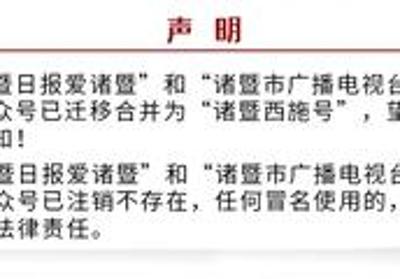 声 明
暨日报爱诸暨”和“诸暨市广播电视台
众号已迁移合并为“诸暨西施号”，望
知！
暨日报爱诸暨”和“诸暨市广播电视台
众号已注销不存在，任何冒名使用的，
法律责任。